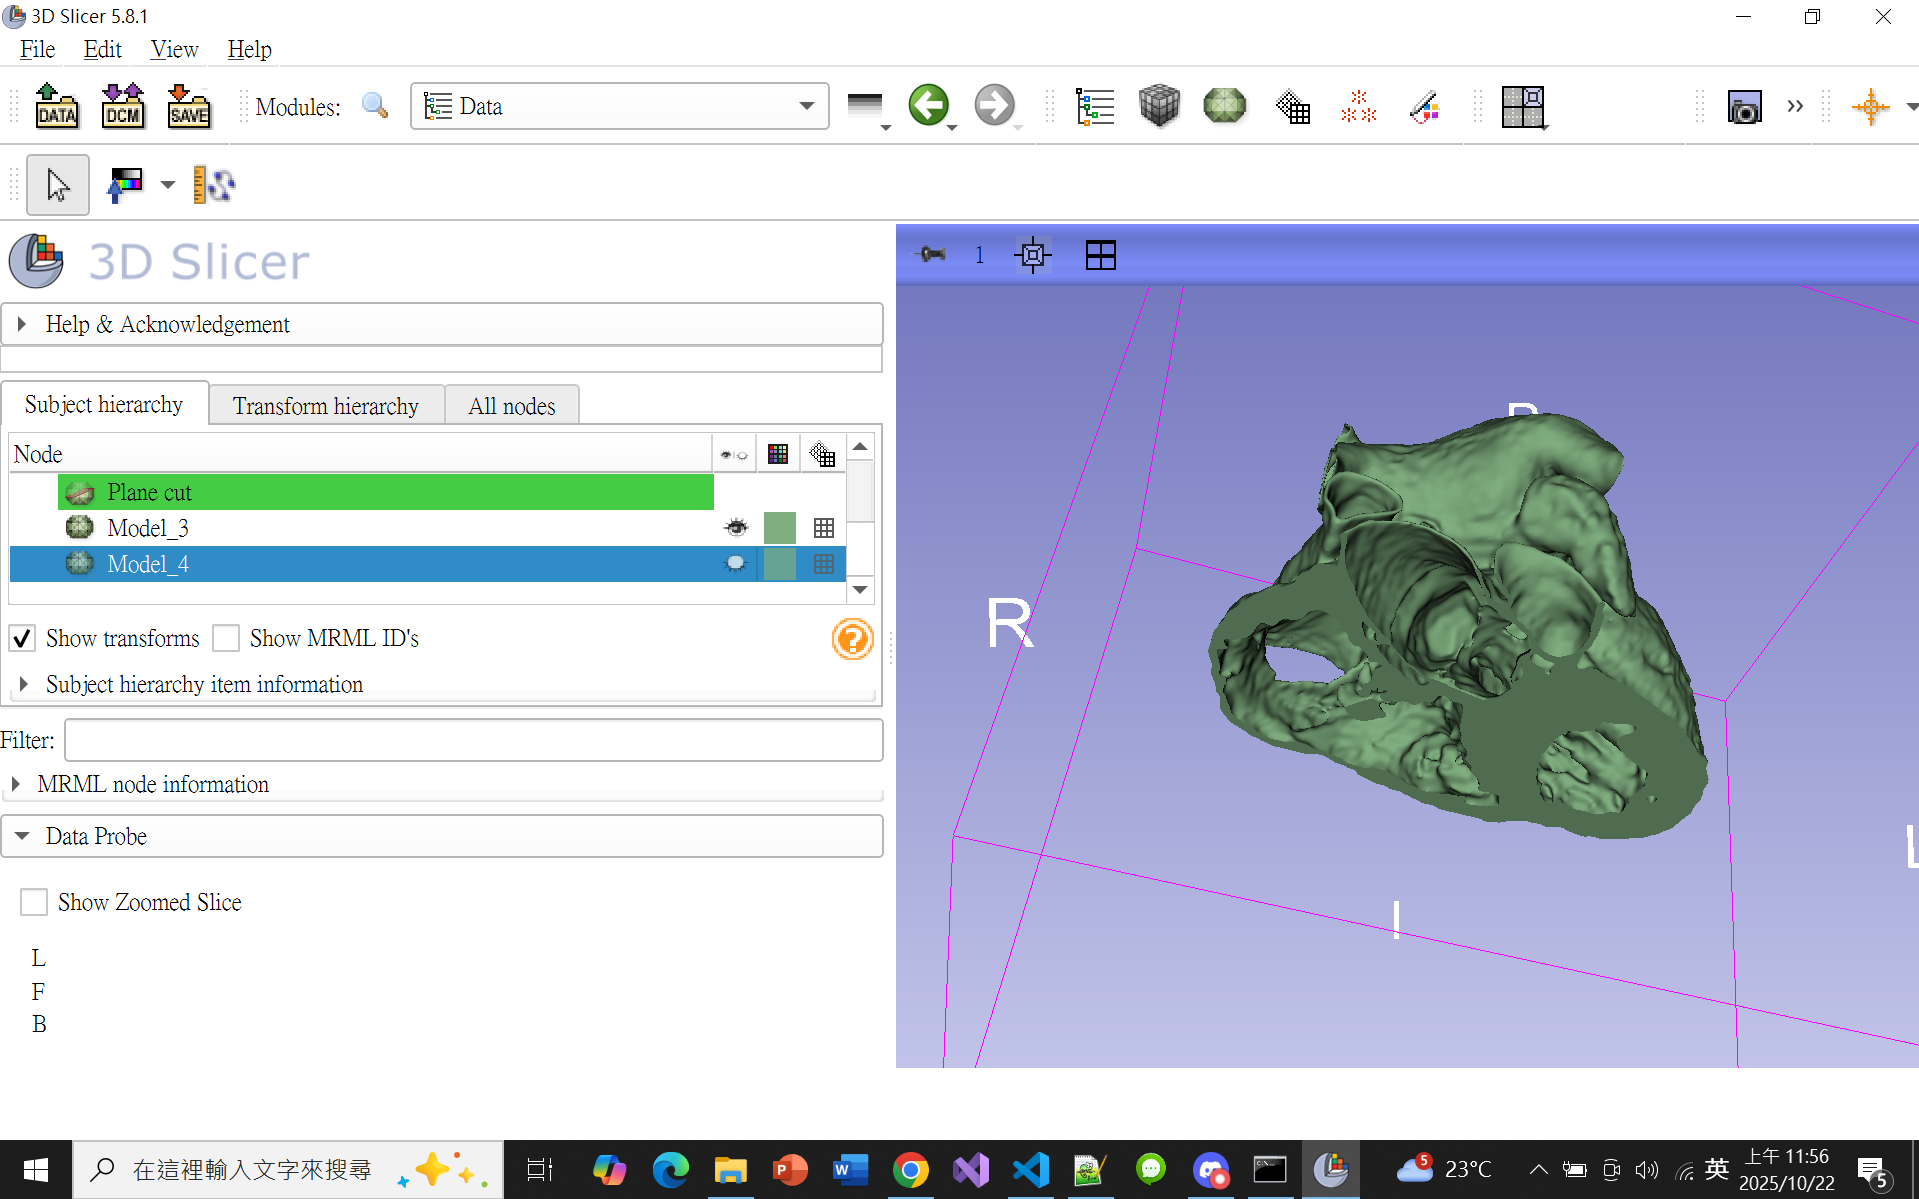 3D Slicer 5.8.1
File Edit View Help
DATA DCM SAVE Modules: Data
3D Slicer
1
Help & Acknowledgement
Subject hierarchy Transform hierarchy All nodes
Node
Plane cut
Model_3
Model_4
Show transforms Show MRML ID's
Subject hierarchy item information
Filter:
MRML node information
Data Probe
Show Zoomed Slice
L
F
B
R
I
L
在這裡輸入文字來搜尋
5 23°C 英 上午 11:56
2025/10/22 5